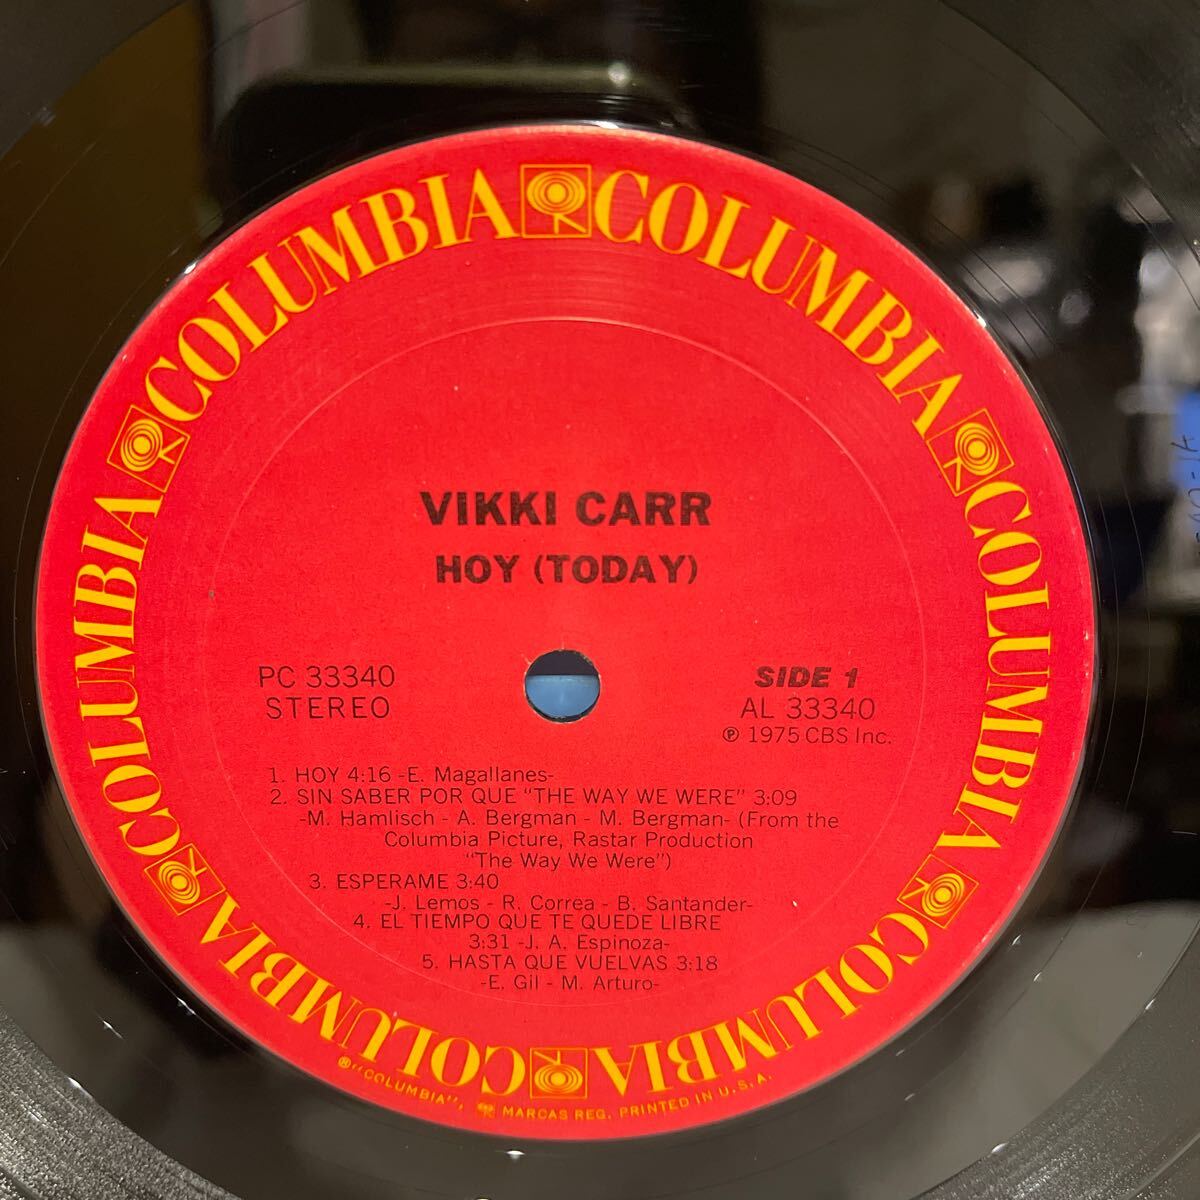 COLUMBIA COLUMBIA COLUMBIA COLUMBIA COLUMBIA COLUMBIA
VIKKI CARR
HOY (TODAY)
PC 33340
STEREO
SIDE 1
AL 33340
℗ 1975 CBS Inc.
1. HOY 4:16 -E. Magallanes-
2. SIN SABER POR QUE "THE WAY WE WERE" 3:09
-M. Hamlisch - A. Bergman - M. Bergman- (From the
Columbia Picture, Rastar Production
"The Way We Were")
3. ESPERAME 3:40
-J. Lemos - R. Correa - B. Santander-
4. EL TIEMPO QUE TE QUEDE LIBRE
3:31 -J. A. Espinoza-
5. HASTA QUE VUELVAS 3:18
-E. Gil - M. Arturo-
®"COLUMBIA", MARCAS REG. PRINTED IN U.S.A.